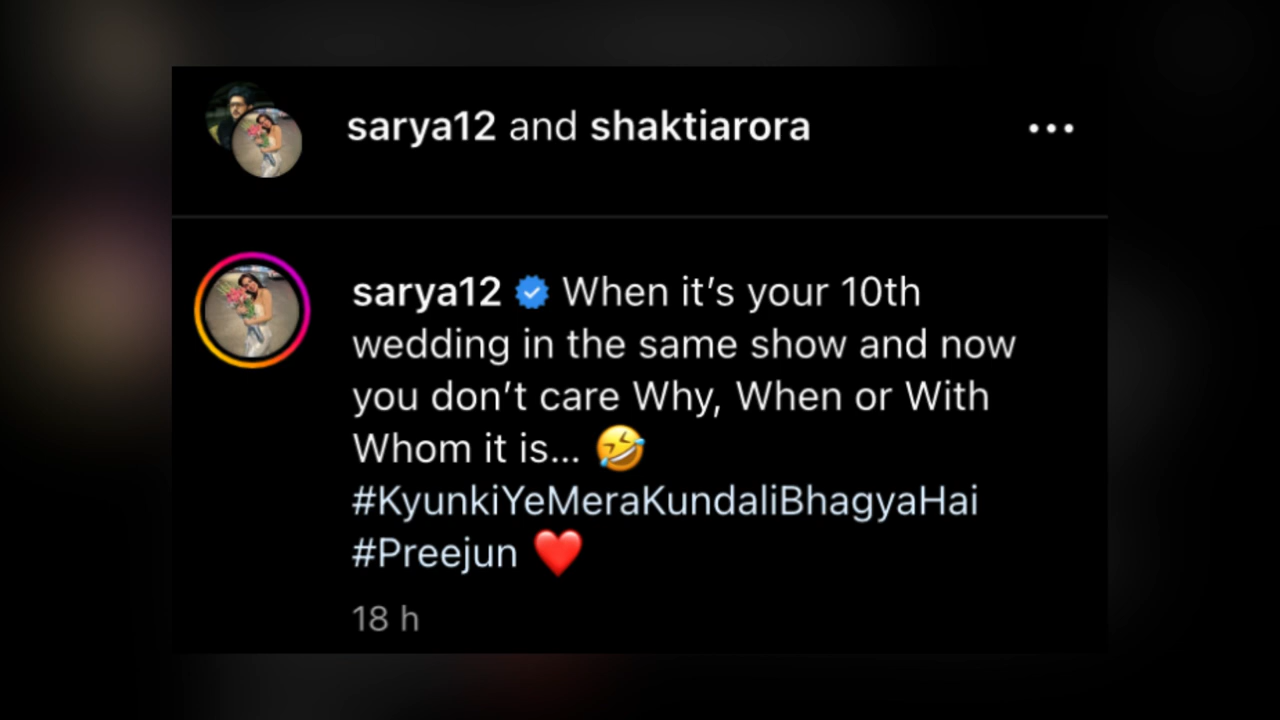 sarya12 and shaktiarora
sarya12 When it’s your 10th
wedding in the same show and now
you don’t care Why, When or With
Whom it is... 🤣
#KyunkiYeMeraKundaliBhagyaHai
#Preejun ❤️
18 h